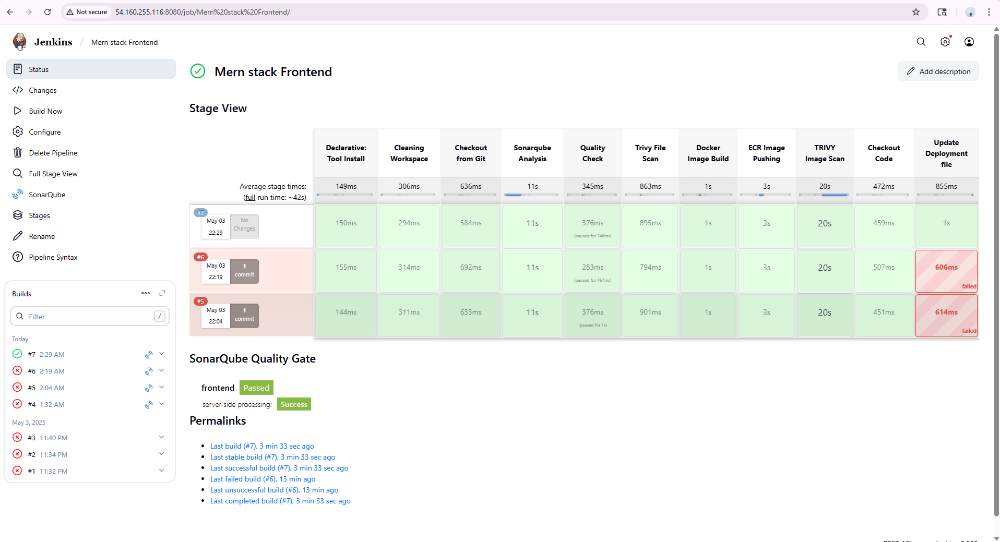 Not secure 54.160.255.116:8080/job/Mern%20stack%20Frontend/
Jenkins / Mern stack Frontend
Status
Changes
Build Now
Configure
Delete Pipeline
Full Stage View
SonarQube
Stages
Rename
Pipeline Syntax
Builds
Filter /
Today
#7 2:29 AM
#6 2:19 AM
#5 2:04 AM
#4 1:32 AM
May 3, 2025
#3 11:40 PM
#2 11:34 PM
#1 11:32 PM
Mern stack Frontend
Add description
Stage View
Declarative: Tool Install
Cleaning Workspace
Checkout from Git
Sonarqube Analysis
Quality Check
Trivy File Scan
Docker Image Build
ECR Image Pushing
TRIVY Image Scan
Checkout Code
Update Deployment file
Average stage times:
(full run time: ~42s)
149ms 306ms 636ms 11s 345ms 863ms 1s 3s 20s 472ms 855ms
#7
May 03
22:29
No Changes
150ms 294ms 584ms 11s 376ms 895ms 1s 3s 20s 459ms 1s
(paused for 348ms)
#6
May 03
22:19
1 commit
155ms 314ms 692ms 11s 283ms 794ms 1s 3s 20s 507ms 606ms
(paused for 467ms)
failed
#5
May 03
22:04
1 commit
144ms 311ms 633ms 11s 376ms 901ms 1s 3s 20s 451ms 614ms
(paused for 1s)
failed
SonarQube Quality Gate
frontend Passed
server-side processing: Success
Permalinks
Last build (#7), 3 min 33 sec ago
Last stable build (#7), 3 min 33 sec ago
Last successful build (#7), 3 min 33 sec ago
Last failed build (#6), 13 min ago
Last unsuccessful build (#6), 13 min ago
Last completed build (#7), 3 min 33 sec ago